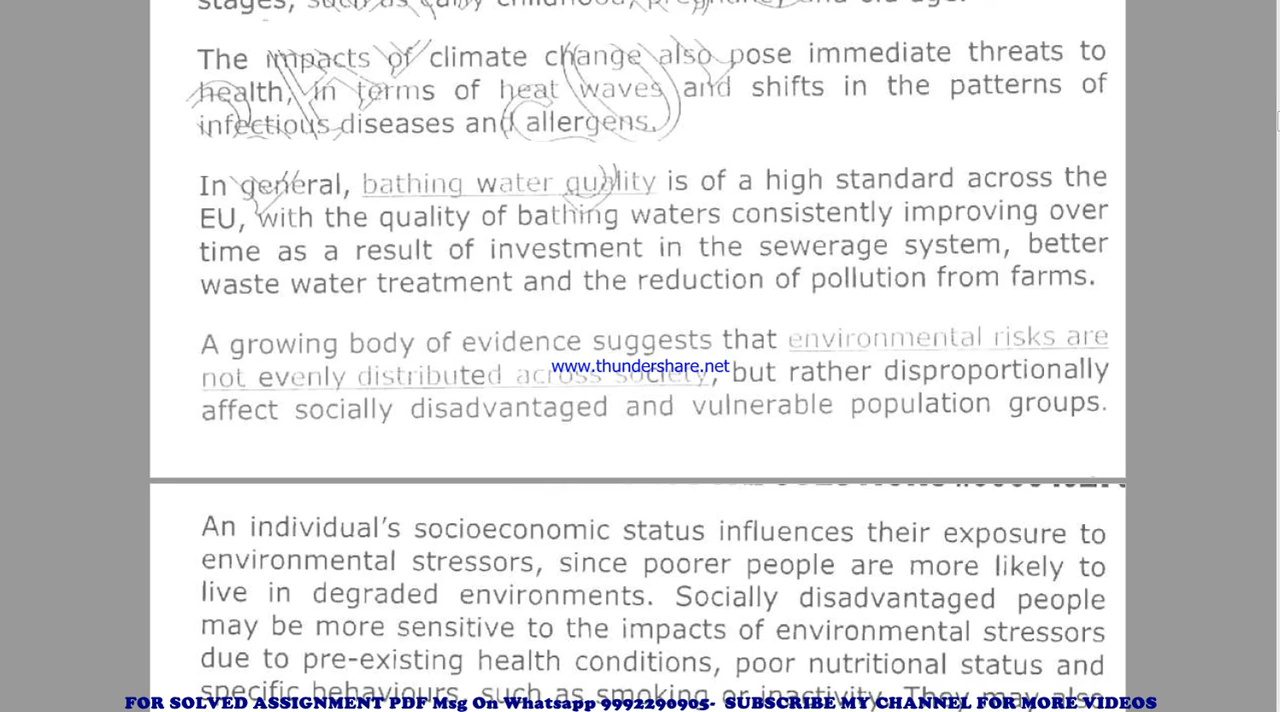 stages, such as early childhood, pregnancy and old age.
The impacts of climate change also pose immediate threats to
health, in terms of heat waves and shifts in the patterns of
infectious diseases and allergens.
In general, bathing water quality is of a high standard across the
EU, with the quality of bathing waters consistently improving over
time as a result of investment in the sewerage system, better
waste water treatment and the reduction of pollution from farms.
A growing body of evidence suggests that environmental risks are
www.thundershare.net
not evenly distributed across society, but rather disproportionally
affect socially disadvantaged and vulnerable population groups.
An individual's socioeconomic status influences their exposure to
environmental stressors, since poorer people are more likely to
live in degraded environments. Socially disadvantaged people
may be more sensitive to the impacts of environmental stressors
due to pre-existing health conditions, poor nutritional status and
specific behaviours, such as smoking or inactivity. They may also
FOR SOLVED ASSIGNMENT PDF Msg On Whatsapp 9992290905- SUBSCRIBE MY CHANNEL FOR MORE VIDEOS